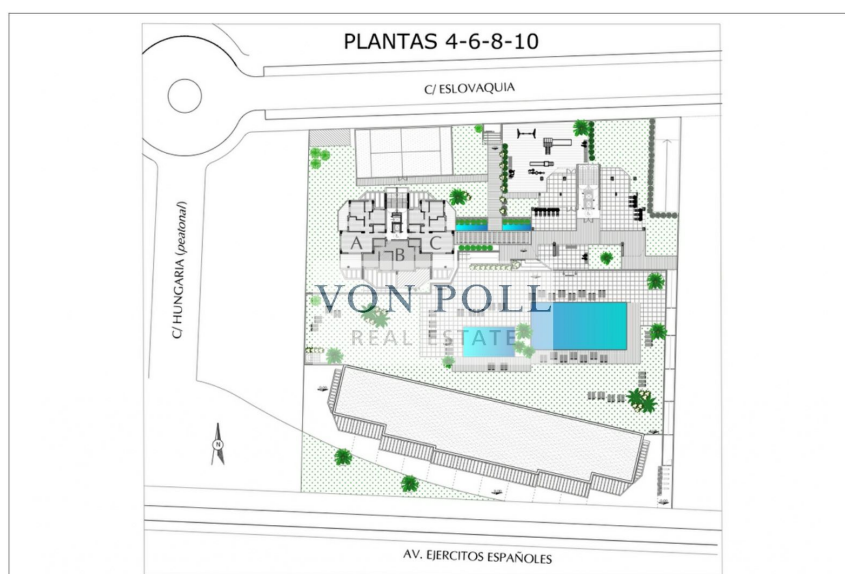 PLANTAS 4-6-8-10
C/ ESLOVAQUIA
C/ HUNGARIA (peatonal)
A
B
C
VON POLL
REAL ESTATE
N
AV. EJERCITOS ESPAÑOLES